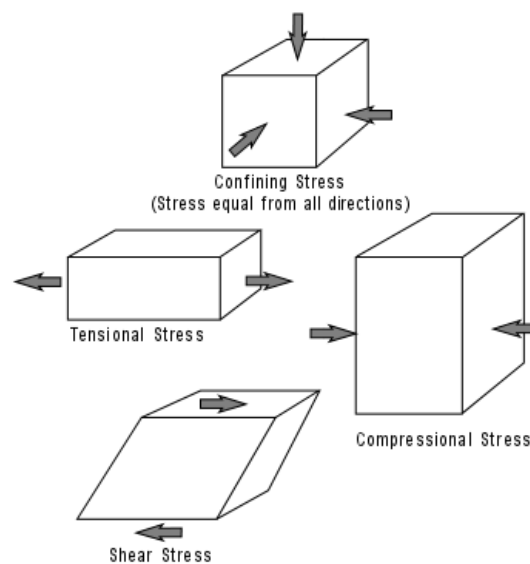 Confining Stress
(Stress equal from all directions)
Tensional Stress
Compressional Stress
Shear Stress